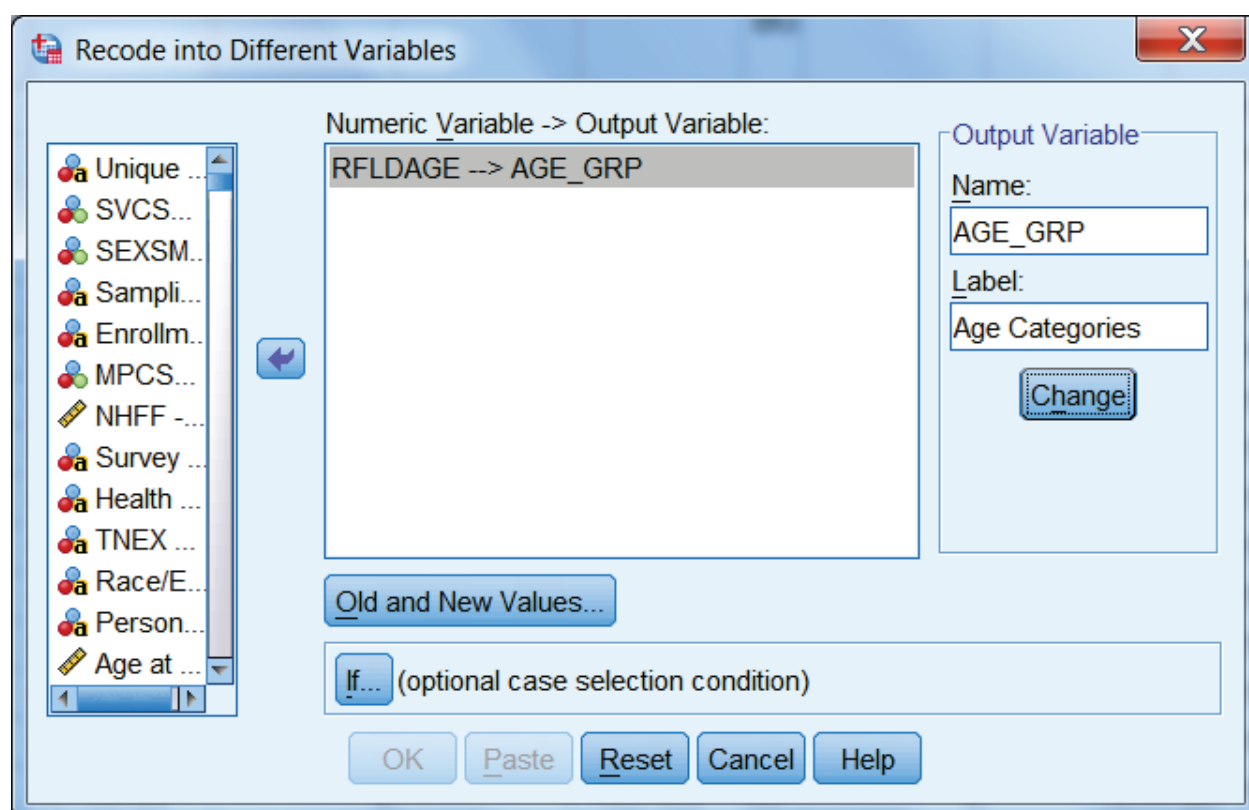 Recode into Different Variables
X
Numeric Variable -> Output Variable:
RFLDAGE --> AGE_GRP
Unique ...
SVCS...
SEXSM..
Sampli...
Enrollm..
MPCS...
NHFF -...
Survey ...
Health ...
TNEX ...
Race/E...
Person...
Age at ...
Output Variable
Name:
AGE_GRP
Label:
Age Categories
Change
Old and New Values...
If... (optional case selection condition)
OK Paste Reset Cancel Help